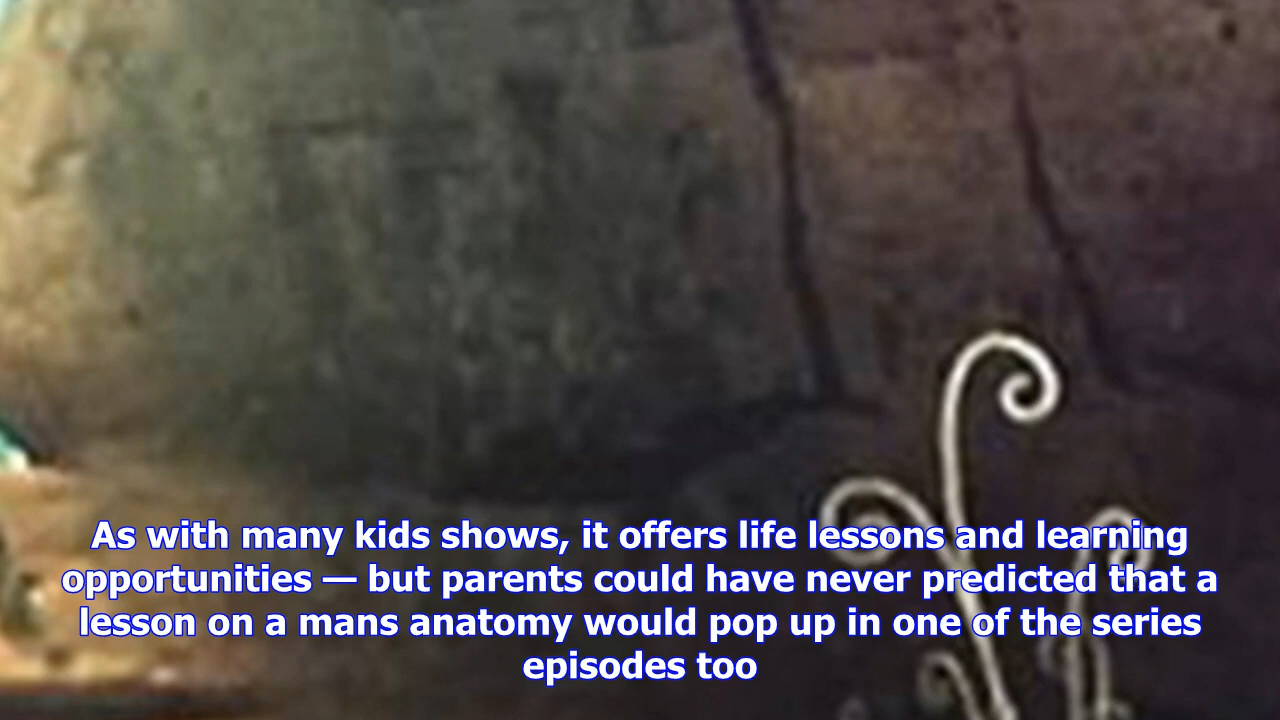 As with many kids shows, it offers life lessons and learning
opportunities — but parents could have never predicted that a
lesson on a mans anatomy would pop up in one of the series
episodes too